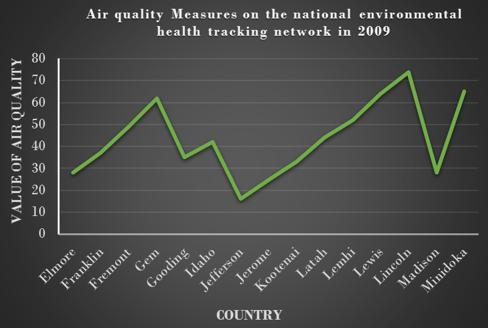 Air quality Measures on the national environmental
health tracking network in 2009
VALUE OF AIR QUALITY
80
70
60
50
40
30
20
10
0
Elmore
Franklin
Fremont
Gem
Gooding
Idaho
Jefferson
Jerome
Kootenai
Latah
Lemhi
Lewis
Lincoln
Madison
Minidoka
COUNTRY